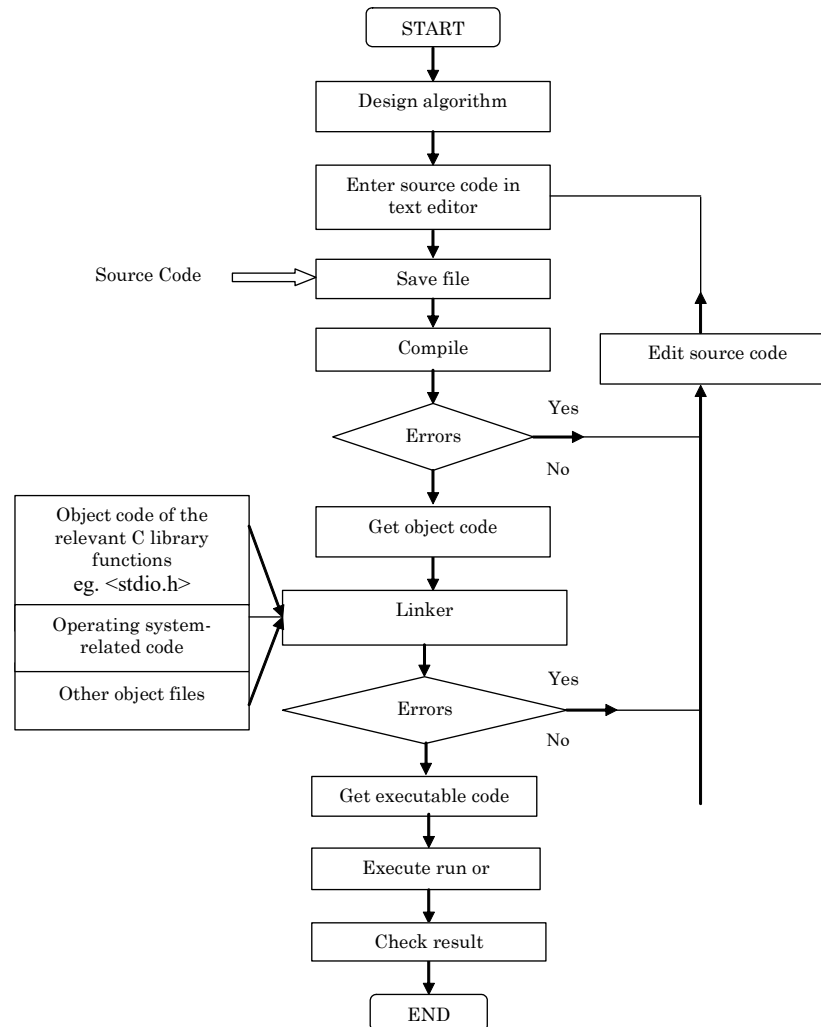 START
Design algorithm
Enter source code in
text editor
Source Code
Save file
Compile
Edit source code
Errors
Yes
No
Get object code
Object code of the
relevant C library
functions
eg. <stdio.h>
Operating system-
related code
Other object files
Linker
Errors
Yes
No
Get executable code
Execute run or
Check result
END